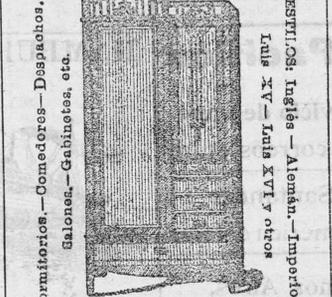 ESTILOS: Inglés — Alemán. — Imperio
Luis XV, Luis XVI, otros
ormitorios.—Comedores—Despachos,
Salones.—Gabinetes, etc.